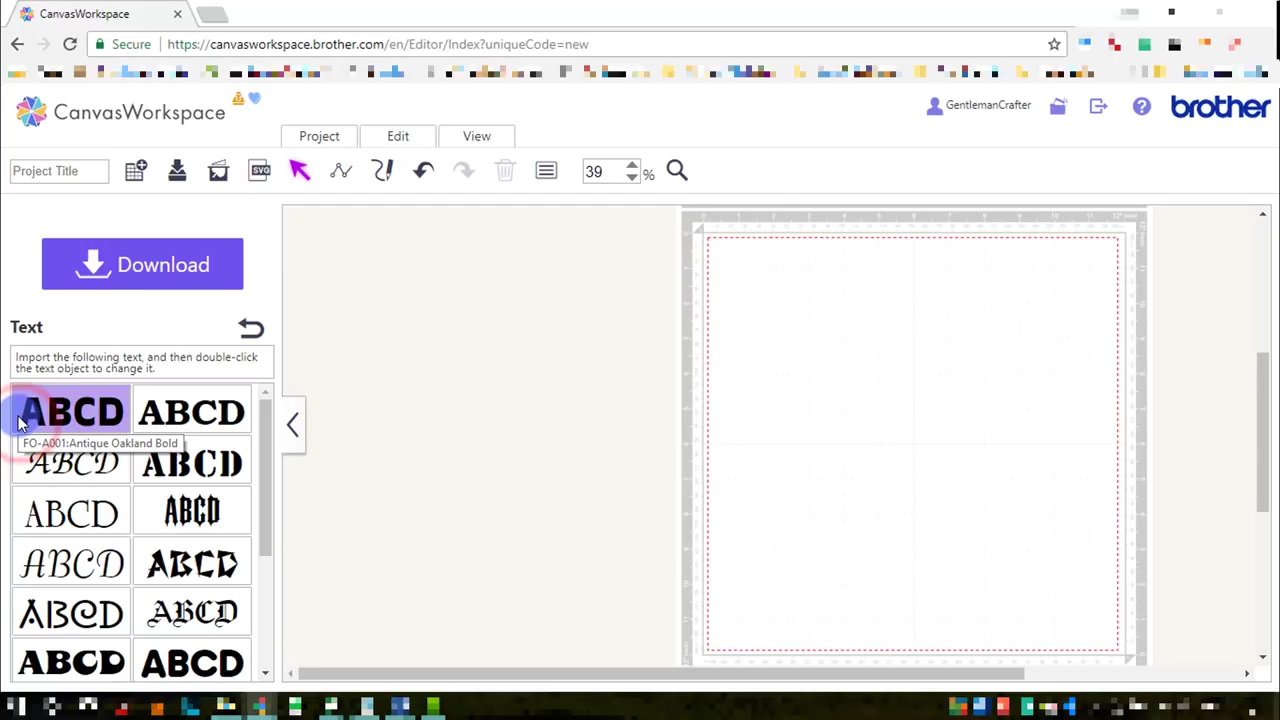 CanvasWorkspace
Secure https://canvasworkspace.brother.com/en/Editor/Index?uniqueCode=new
CanvasWorkspace
GentlemanCrafter
brother
Project Edit View
Project Title
SVG
39 %
Download
Text
Import the following text, and then double-click
the text object to change it.
ABCD ABCD
FO-A001:Antique Oakland Bold
ABCD ABCD
ABCD ABCD
ABCD ABCD
ABCD ABCD
ABCD ABCD